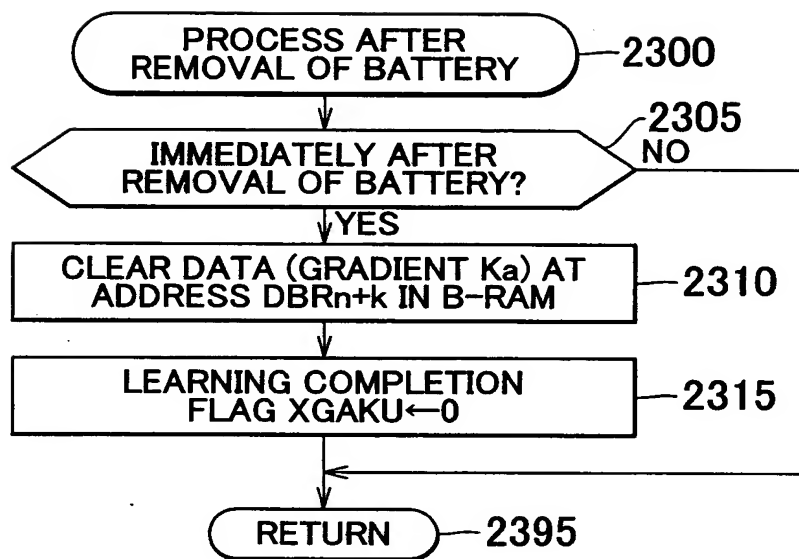 PROCESS AFTER
REMOVAL OF BATTERY
2300
2305
IMMEDIATELY AFTER
REMOVAL OF BATTERY?
NO
YES
CLEAR DATA (GRADIENT Ka) AT
ADDRESS DBRn+k IN B-RAM
2310
LEARNING COMPLETION
FLAG XGAKU←0
2315
RETURN
2395